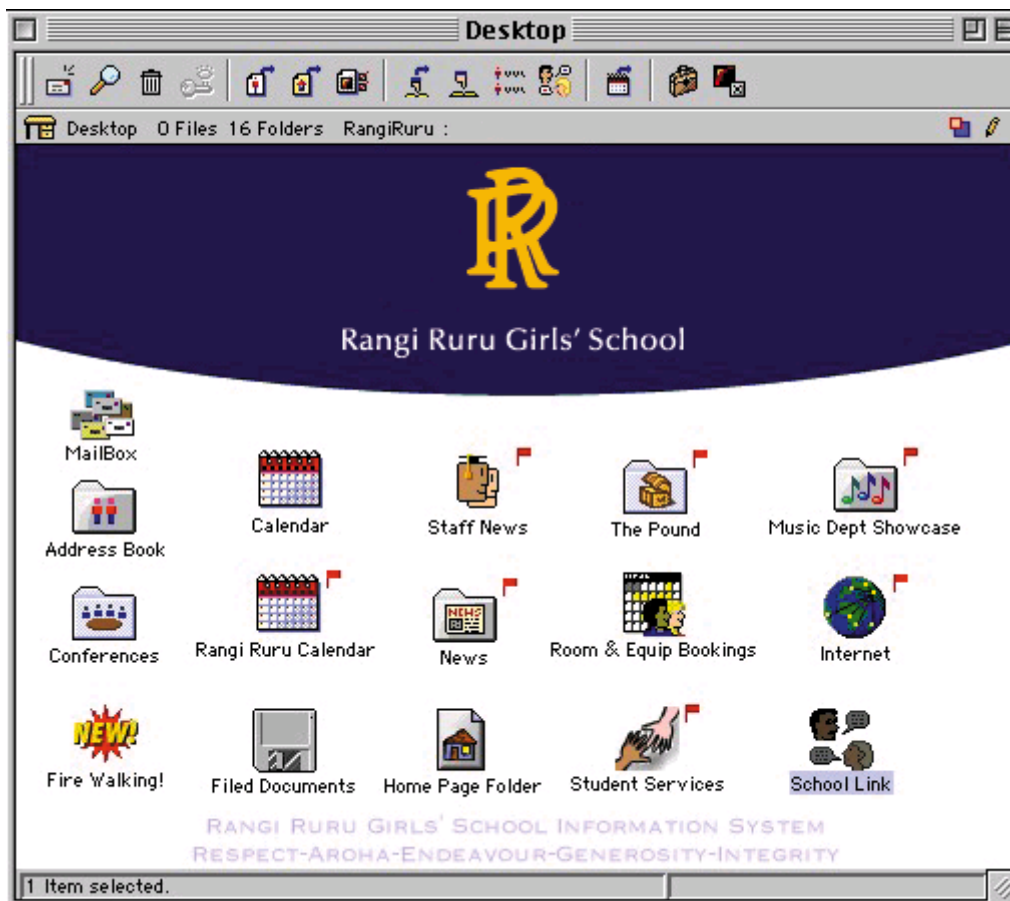 Desktop
Desktop 0 Files 16 Folders RangiRuru :
RR
Rangi Ruru Girls' School
MailBox
Calendar
Staff News
The Pound
Music Dept Showcase
Address Book
Conferences
Rangi Ruru Calendar
NEWS
News
Room & Equip Bookings
Internet
NEW!
Fire Walking!
Filed Documents
Home Page Folder
Student Services
School Link
RANGI RURU GIRLS' SCHOOL INFORMATION SYSTEM
RESPECT-AROHA-ENDEAVOUR-GENEROSITY-INTEGRITY
1 Item selected.